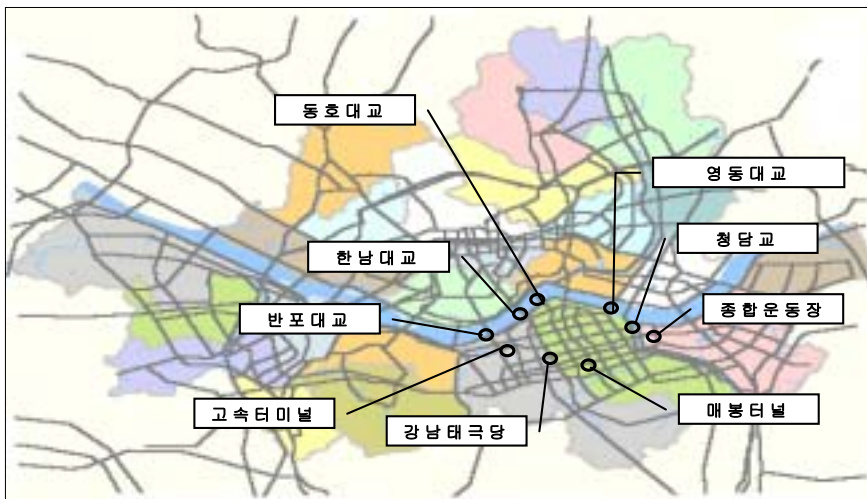 동호대교
영동대교
청담교
한남대교
종합운동장
반포대교
고속터미널
강남태극당
매봉터널